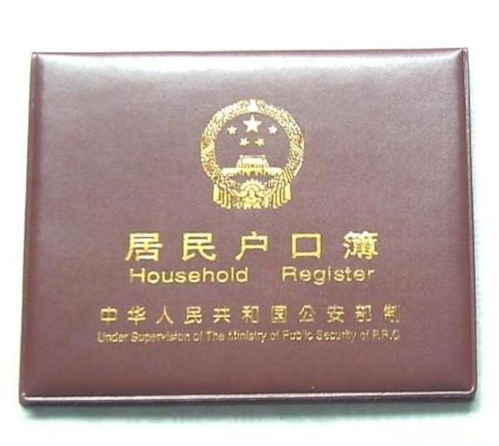 居民户口簿
Household Register
中华人民共和国公安部制
Under Supervision of The Ministry of Public Security of P.R.C